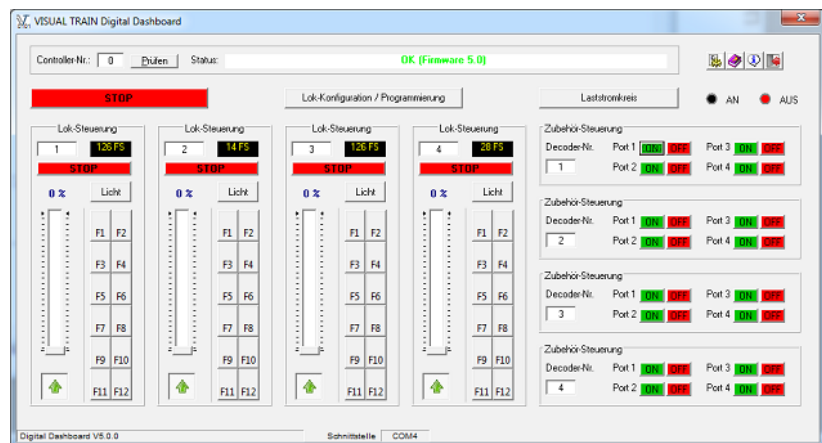 VISUAL TRAIN Digital Dashboard
Controller-Nr.: 0 Prüfen Status: OK (Firmware 5.0)
STOP Lok-Konfiguration / Programmierung Laststromkreis AN AUS
Lok-Steuerung Lok-Steuerung Lok-Steuerung Lok-Steuerung Zubehör-Steuerung
1 126 FS 2 14 FS 3 126 FS 4 28 FS Decoder-Nr. Port 1 ON OFF Port 3 ON OFF
STOP STOP STOP STOP 1 Port 2 ON OFF Port 4 ON OFF
0 % Licht 0 % Licht 0 % Licht 0 % Licht
Zubehör-Steuerung
F1 F2 F1 F2 F1 F2 F1 F2 Decoder-Nr. Port 1 ON OFF Port 3 ON OFF
2 Port 2 ON OFF Port 4 ON OFF
F3 F4 F3 F4 F3 F4 F3 F4
Zubehör-Steuerung
F5 F6 F5 F6 F5 F6 F5 F6 Decoder-Nr. Port 1 ON OFF Port 3 ON OFF
3 Port 2 ON OFF Port 4 ON OFF
F7 F8 F7 F8 F7 F8 F7 F8
Zubehör-Steuerung
F9 F10 F9 F10 F9 F10 F9 F10 Decoder-Nr. Port 1 ON OFF Port 3 ON OFF
F11 F12 F11 F12 F11 F12 F11 F12 4 Port 2 ON OFF Port 4 ON OFF
Digital Dashboard V5.0.0 Schnittstelle COM4